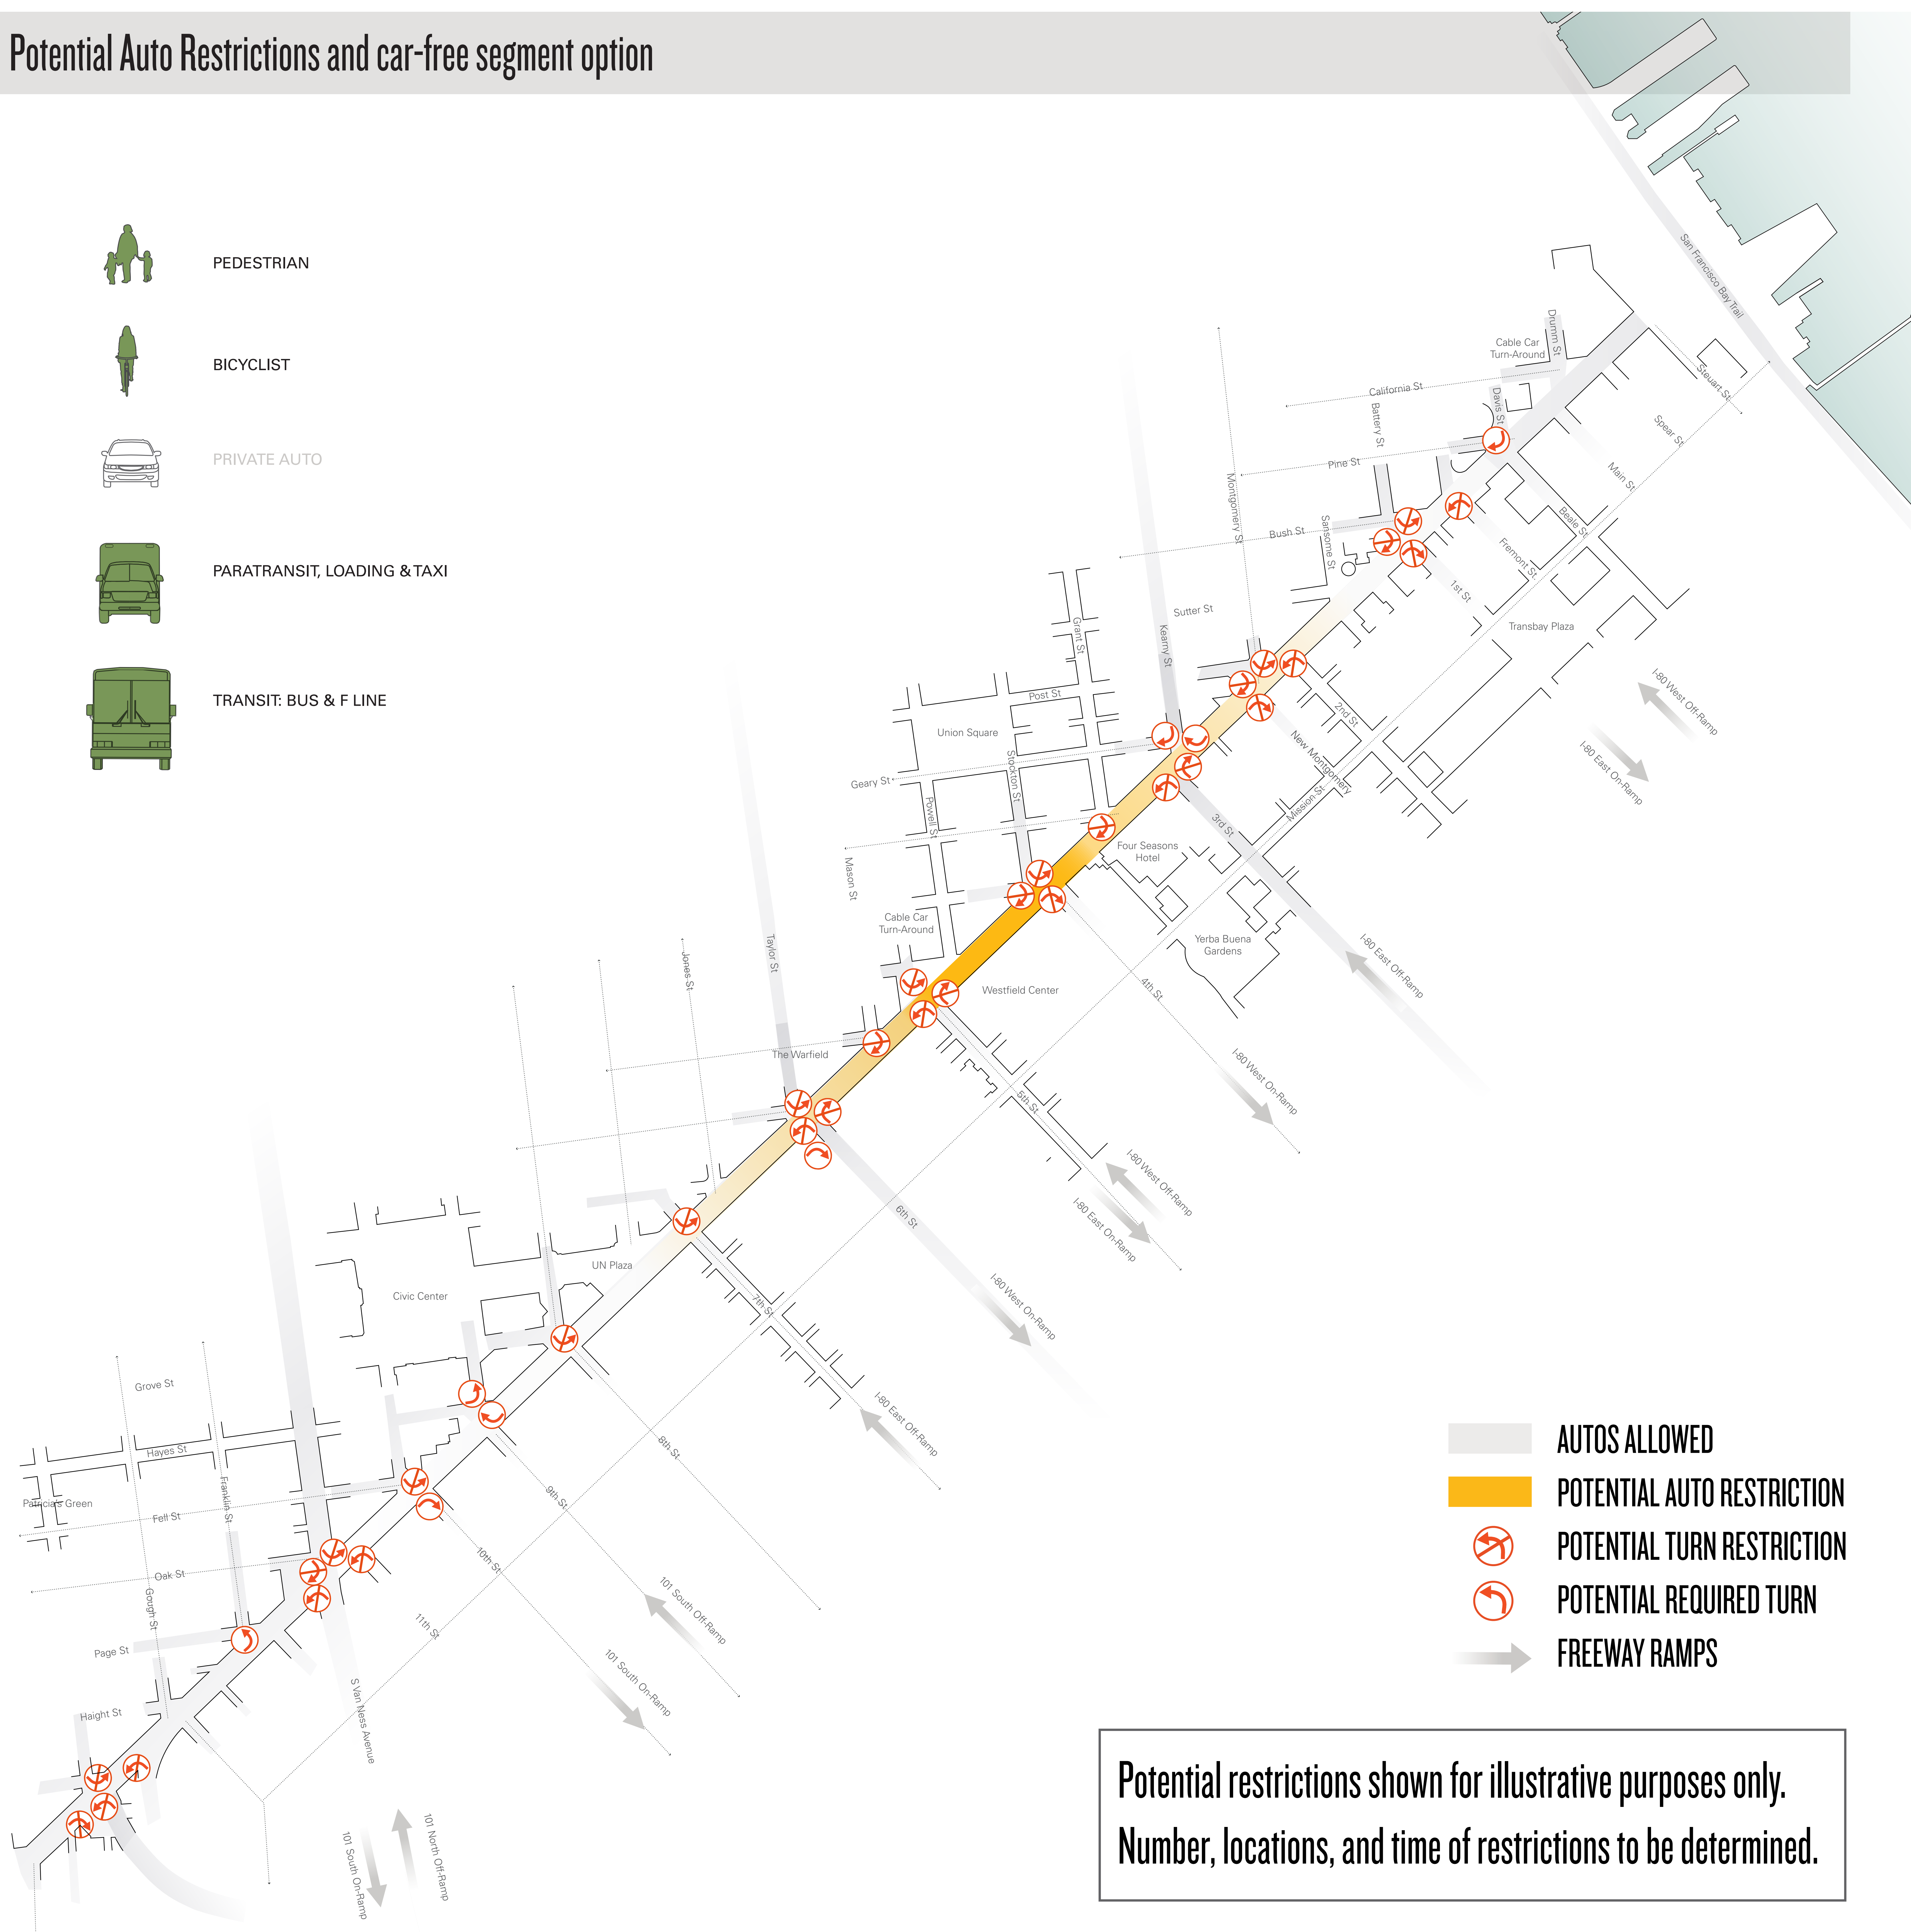 Potential Auto Restrictions and car-free segment option
PEDESTRIAN
BICYCLIST
PRIVATE AUTO
PARATRANSIT, LOADING & TAXI
TRANSIT: BUS & F LINE
San Francisco Bay Trail
Drumm St
Cable Car
Turn-Around
Steuart St
California St
Davis St
Battery St
Spear St
Pine St
Main St
Montgomery St
Sansome St
Bush St
Beale St
Fremont St.
1st St
Sutter St
Transbay Plaza
Grant St
Kearny St
Post St
I-80 West Off-Ramp
2nd St
Union Square
New Montgomery
I-80 East On-Ramp
Stockton St
Geary St
Mission St
Powell St
3rd St
Four Seasons
Hotel
Mason St
Cable Car
Turn-Around
Yerba Buena
Gardens
Taylor St
Jones St
I-80 East Off-Ramp
Westfield Center
4th St
The Warfield
I-80 West On-Ramp
5th St
I-80 West Off-Ramp
I-80 East On-Ramp
6th St
UN Plaza
Civic Center
7th St
I-80 West On-Ramp
Grove St
I-80 East Off-Ramp
Hayes St
8th St
Franklin St
Patricia's Green
9th St
Fell St
10th St
Oak St
Gough St
11th St
101 South Off-Ramp
Page St
101 South On-Ramp
Haight St
S Van Ness Avenue
101 North Off-Ramp
101 South On-Ramp
AUTOS ALLOWED
POTENTIAL AUTO RESTRICTION
POTENTIAL TURN RESTRICTION
POTENTIAL REQUIRED TURN
FREEWAY RAMPS
Potential restrictions shown for illustrative purposes only.
Number, locations, and time of restrictions to be determined.